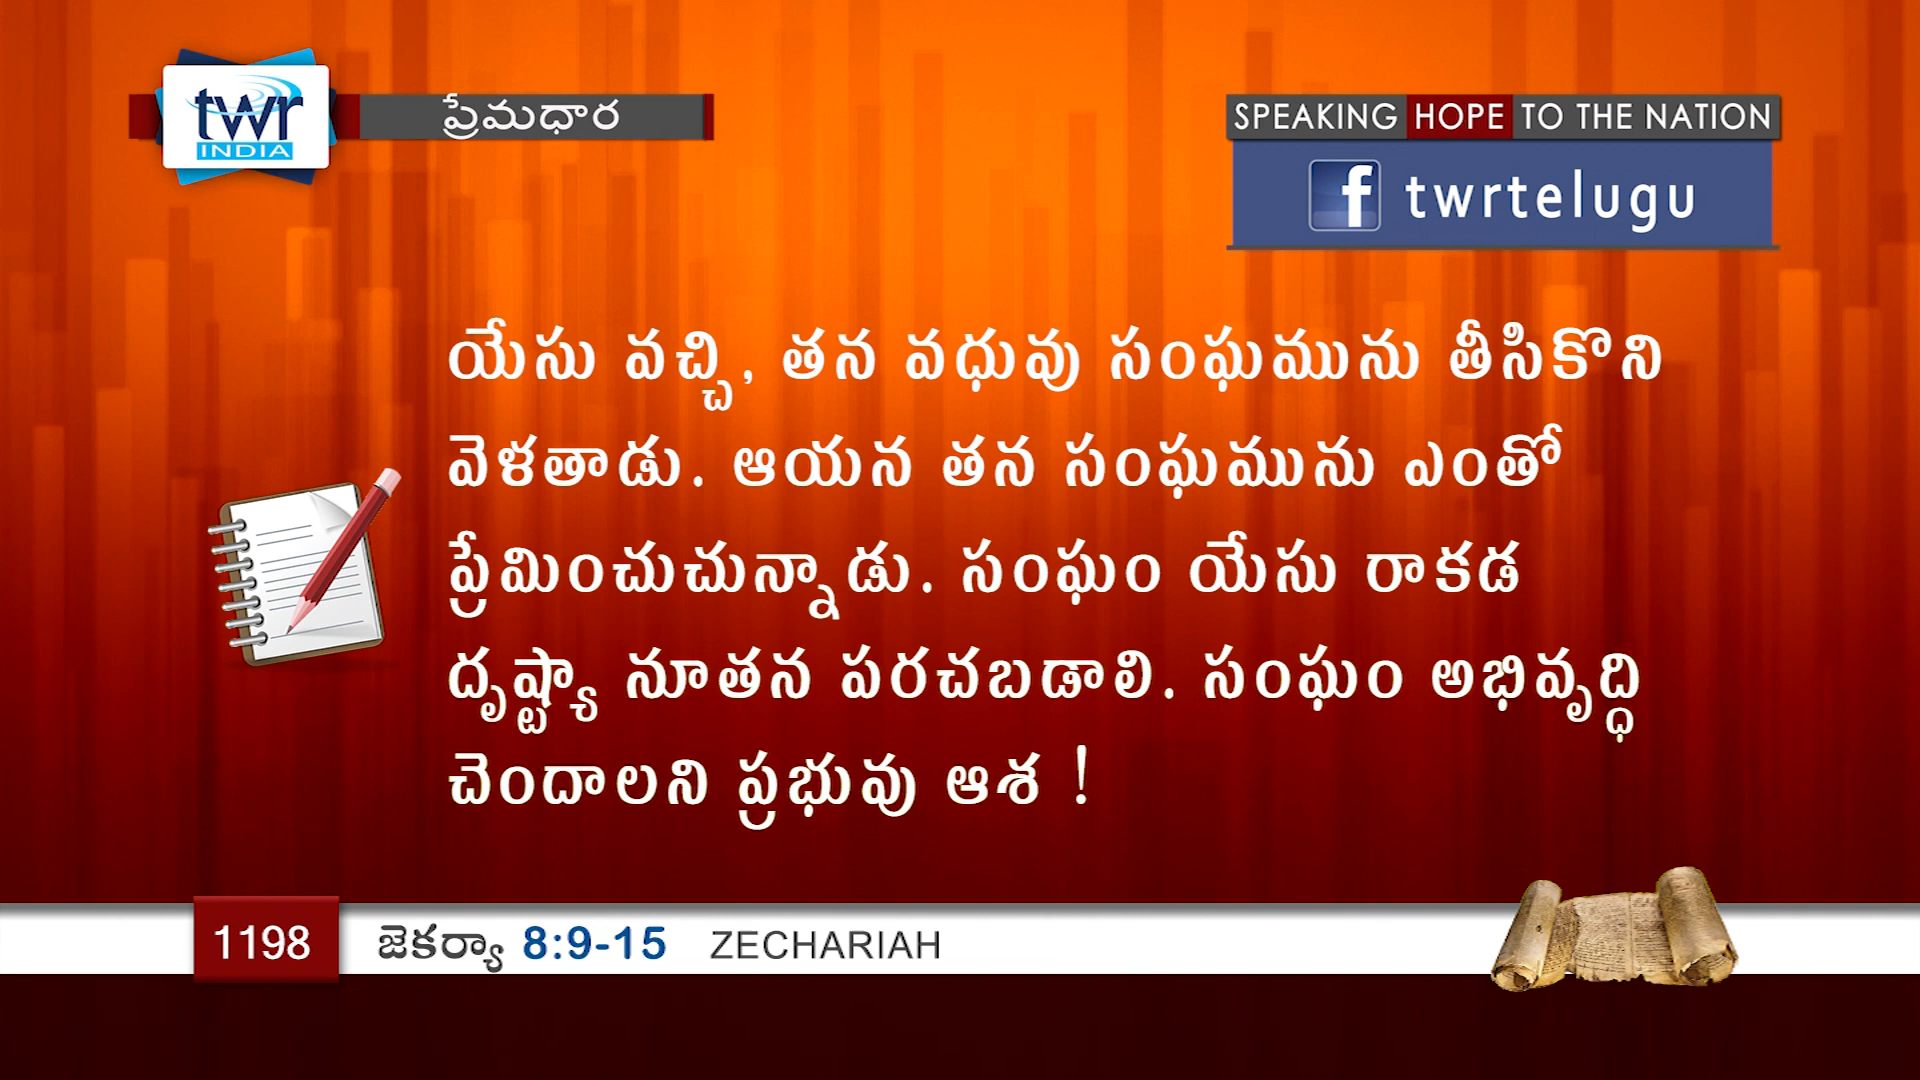 twr
INDIA
ప్రేమధార
SPEAKING HOPE TO THE NATION
f twrtelugu
యేసు వచ్చి, తన వధువు సంఘమును తీసికొని
వెళతాడు. ఆయన తన సంఘమును ఎంతో
ప్రేమించుచున్నాడు. సంఘం యేసు రాకడ
దృష్ట్యా నూతన పరచబడాలి. సంఘం అభివృద్ధి
చెందాలని ప్రభువు ఆశ !
1198 జెకర్యా 8:9-15 ZECHARIAH